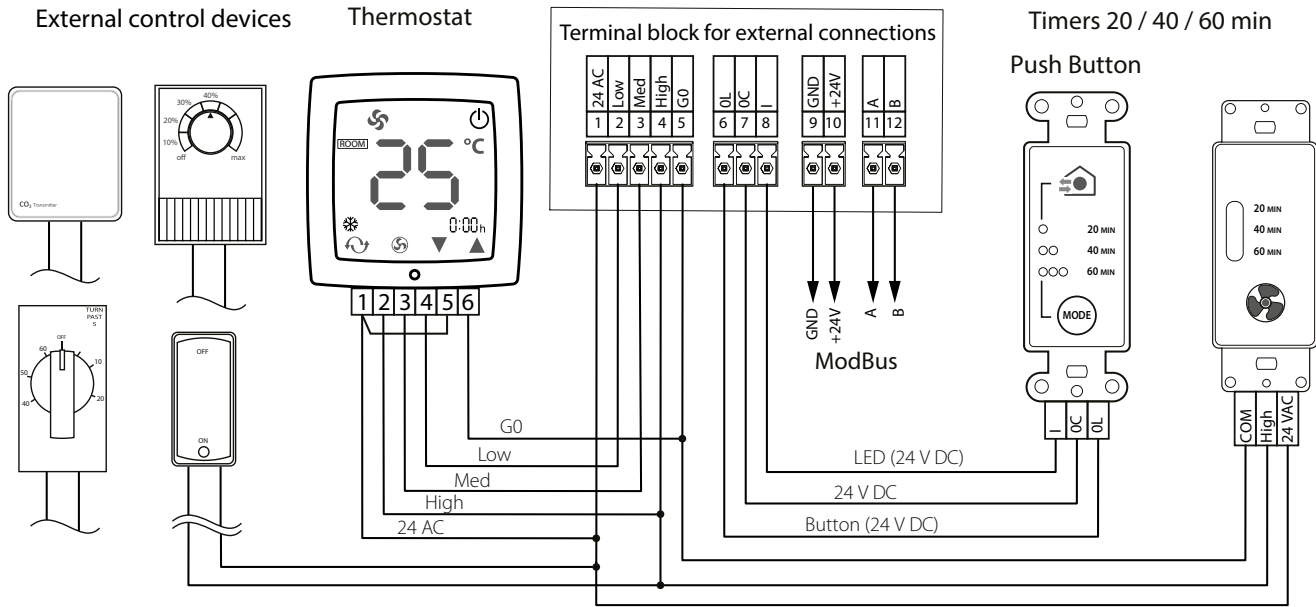 External control devices
Thermostat
Terminal block for external connections
Timers 20 / 40 / 60 min
Push Button
CO2 Transmitter
40%
30%
20%
10%
off
max
TURN
PAST
5
OFF
60
10
50
20
40
OFF
ON
ROOM
25 °C
0:00h
1 2 3 4 5 6
24 AC
Low
Med
High
G0
0L
0C
I
GND
+24V
A
B
1 2 3 4 5 6 7 8 9 10 11 12
GND
+24V
A
B
ModBus
20 MIN
40 MIN
60 MIN
MODE
I
0C
0L
20 MIN
40 MIN
60 MIN
COM
High
24 VAC
G0
Low
Med
High
24 AC
LED (24 V DC)
24 V DC
Button (24 V DC)